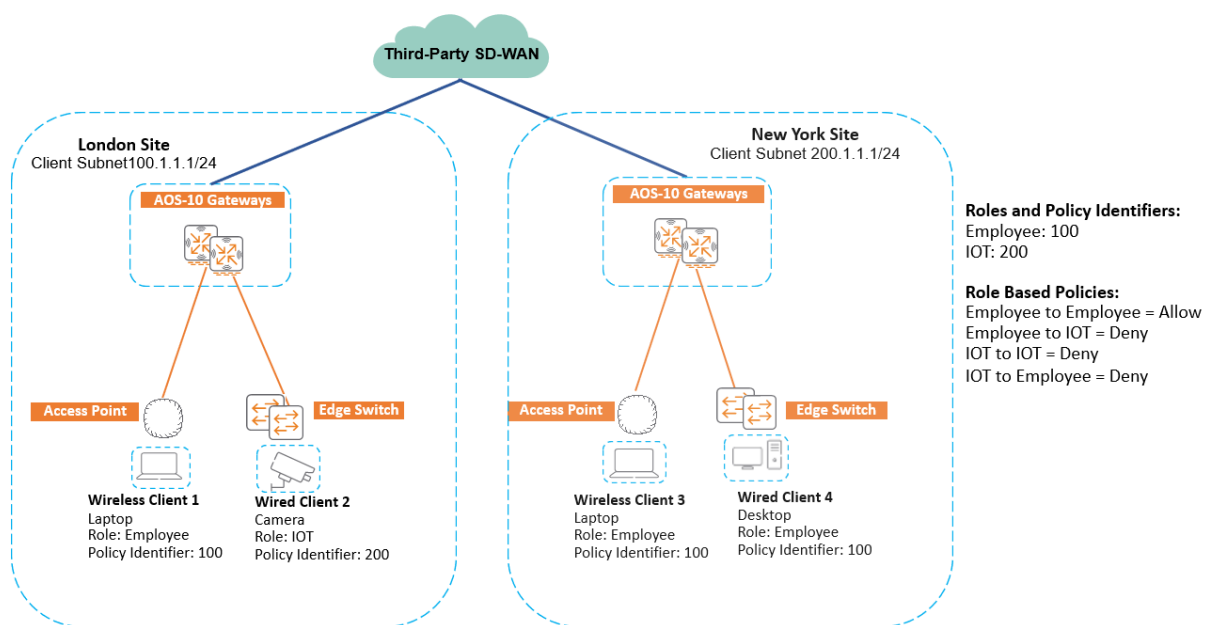 Third-Party SD-WAN
London Site
Client Subnet100.1.1.1/24
AOS-10 Gateways
Access Point
Edge Switch
Wireless Client 1
Laptop
Role: Employee
Policy Identifier: 100
Wired Client 2
Camera
Role: IOT
Policy Identifier: 200
New York Site
Client Subnet 200.1.1.1/24
AOS-10 Gateways
Access Point
Edge Switch
Wireless Client 3
Laptop
Role: Employee
Policy Identifier: 100
Wired Client 4
Desktop
Role: Employee
Policy Identifier: 100
Roles and Policy Identifiers:
Employee: 100
IOT: 200
Role Based Policies:
Employee to Employee = Allow
Employee to IOT = Deny
IOT to IOT = Deny
IOT to Employee = Deny